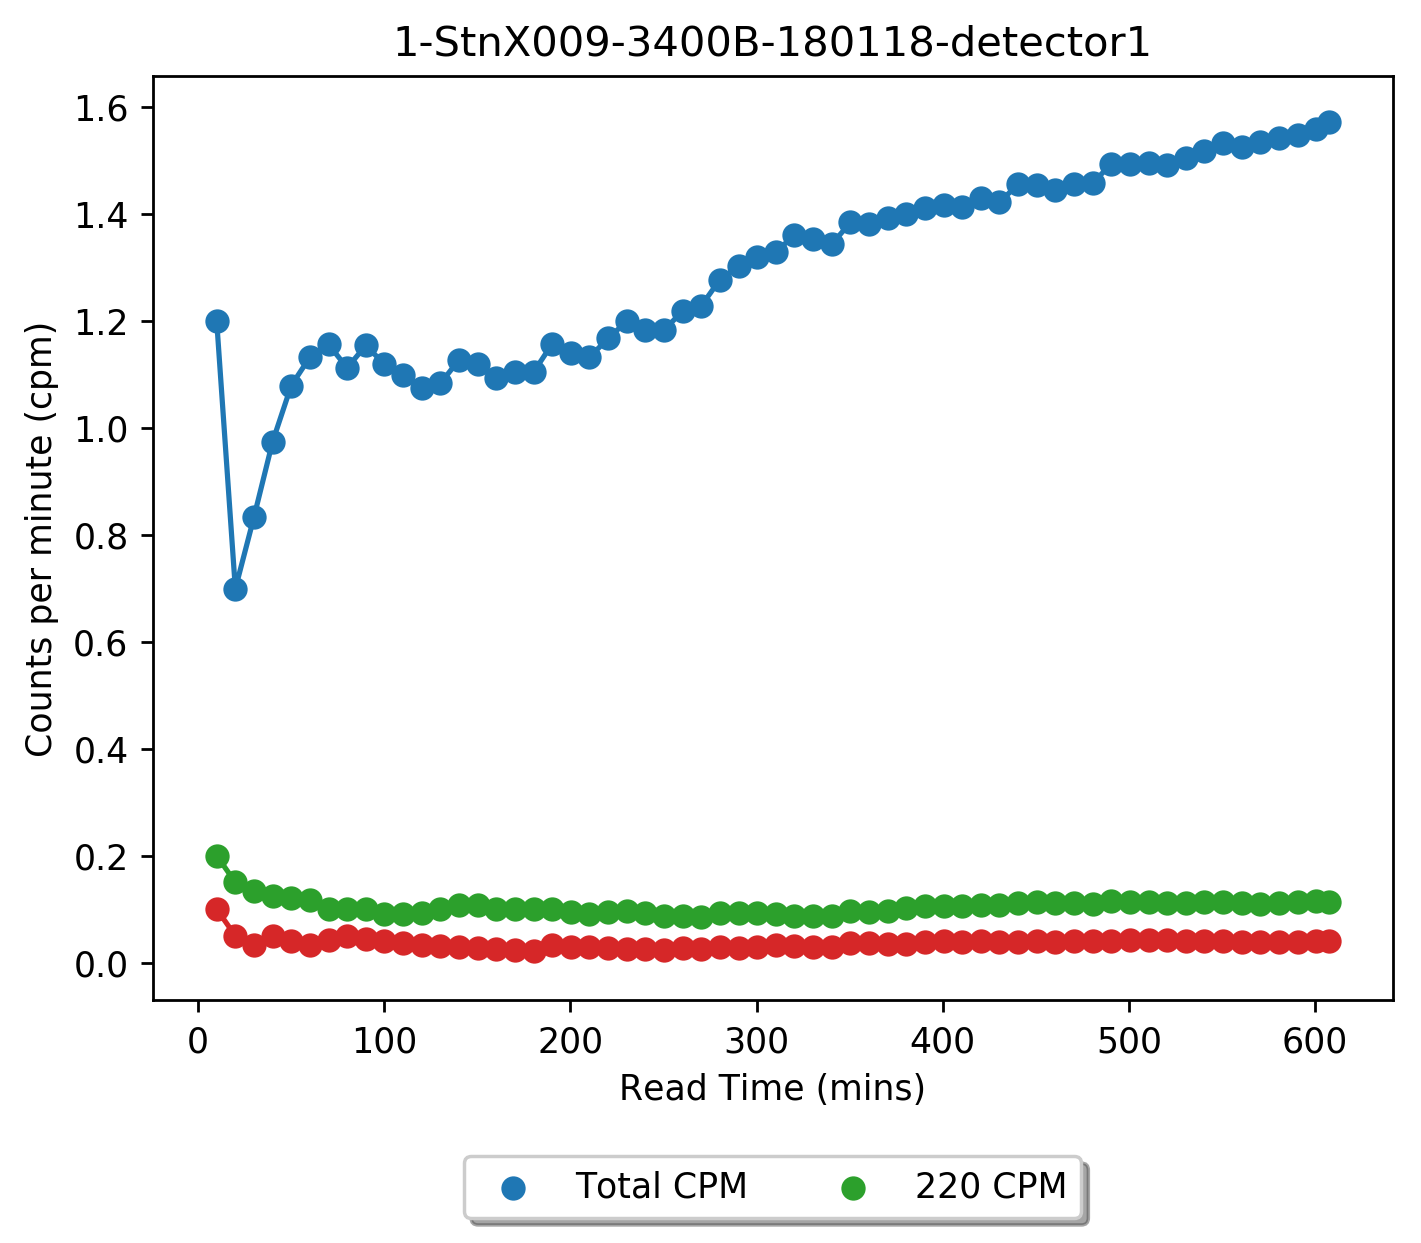 1-StnX009-3400B-180118-detector1
1.6
1.4
1.2
1.0
0.8
0.6
0.4
0.2
0.0
Counts per minute (cpm)
0 100 200 300 400 500 600
Read Time (mins)
Total CPM 220 CPM